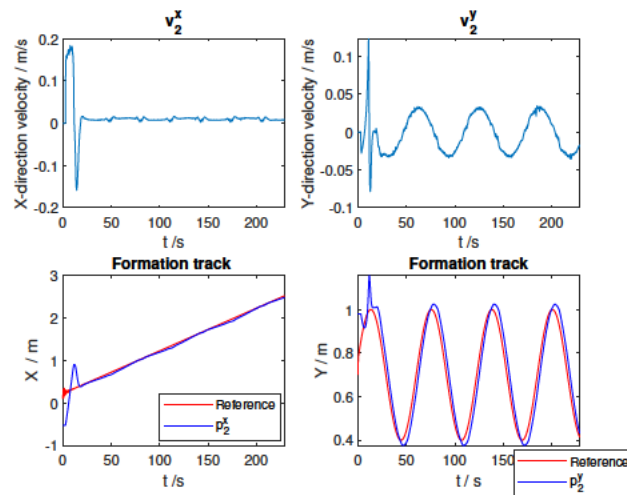 v₂ˣ
X-direction velocity / m/s
0.2
0.1
0
-0.1
-0.2
0 50 100 150 200
t /s
v₂ʸ
Y-direction velocity / m/s
0.1
0.05
0
-0.05
-0.1
0 50 100 150 200
t /s
Formation track
X / m
3
2
1
0
-1
0 50 100 150 200
t /s
Reference
p₂ˣ
Formation track
Y / m
1
0.8
0.6
0.4
0 50 100 150 200
t /s
Reference
p₂ʸ